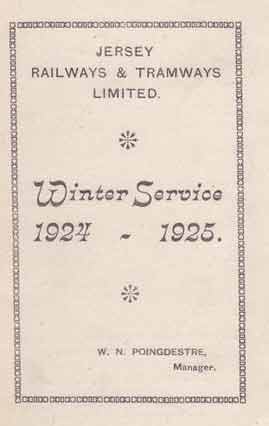 JERSEY
RAILWAYS & TRAMWAYS
LIMITED.
Winter Service
1924 - 1925.
W. N. POINGDESTRE,
Manager.